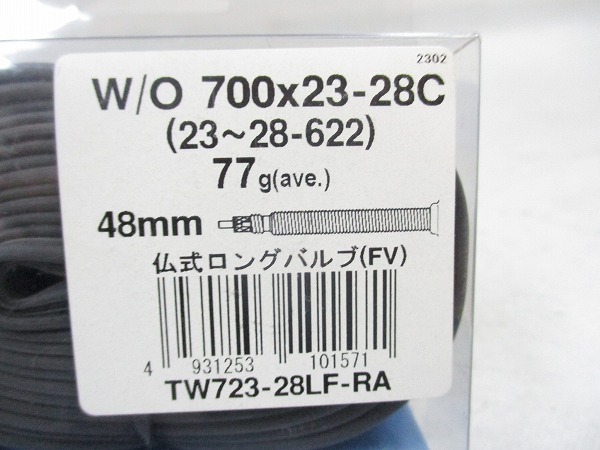 2302
W/O 700x23-28C
(23~28-622)
77g(ave.)
48mm
仏式ロングバルブ(FV)
4 931253 101571
TW723-28LF-RA